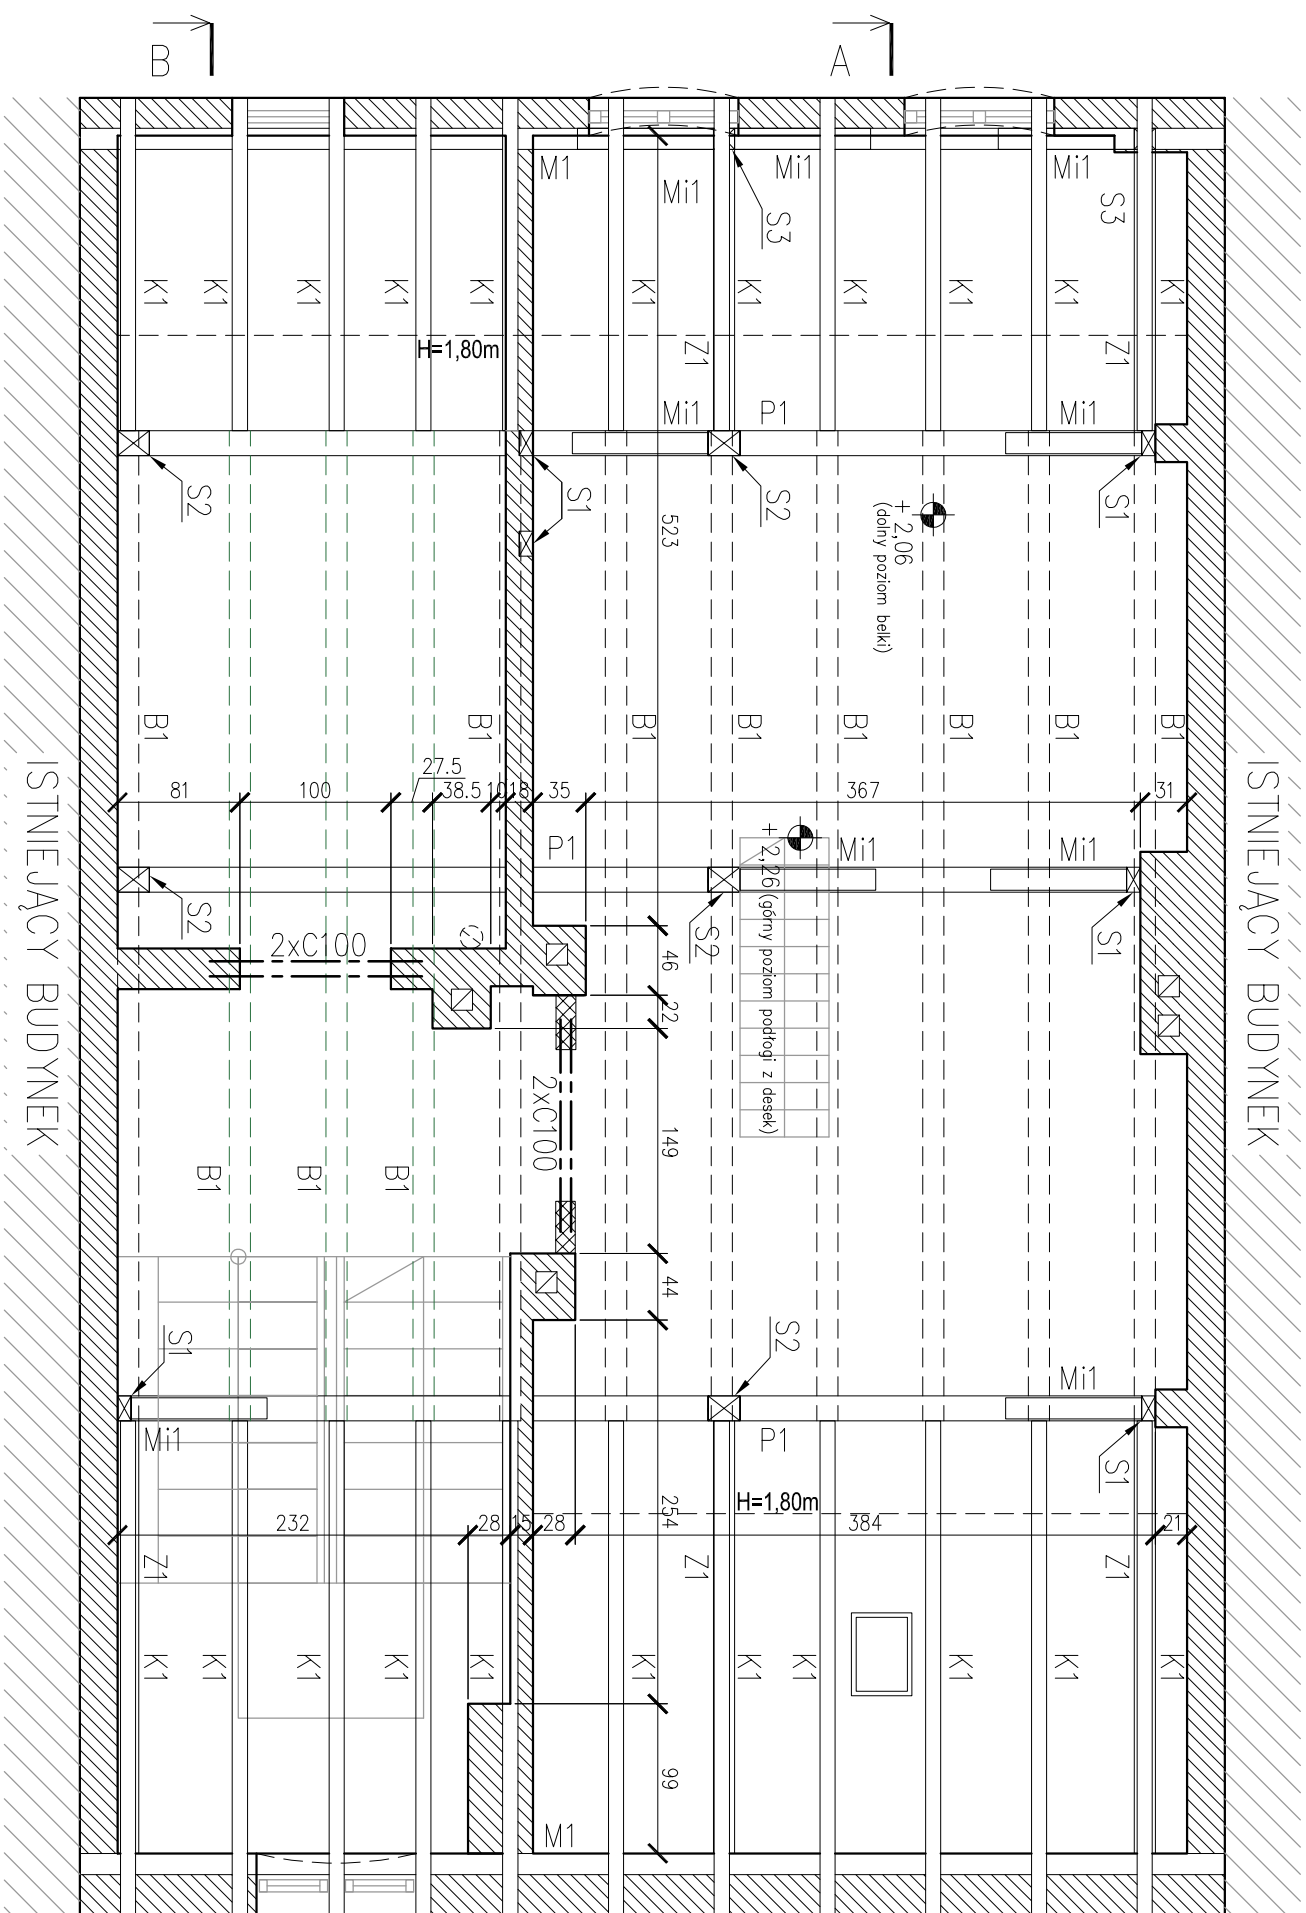 B
A
M1
Mi1
Mi1
Mi1
S3
S3
K1
K1
K1
K1
K1
K1
K1
K1
K1
K1
K1
H=1,80m
Z1
Z1
Mi1
P1
Mi1
S2
S1
S2
S1
523
+ 2,06
(dolny poziom belki)
B1
B1
B1
B1
B1
B1
B1
B1
ISTNIEJĄCY BUDYNEK
ISTNIEJĄCY BUDYNEK
27.5
81
100
38.5
10
18
35
367
31
P1
Mi1
Mi1
+ 2,26 (górny poziom podłogi z desek)
S2
S2
S1
2xC100
46
22
2xC100
149
B1
B1
B1
44
S1
S2
Mi1
Mi1
P1
S1
H=1,80m
254
232
28
15
28
384
21
Z1
Z1
Z1
K1
K1
K1
K1
K1
K1
K1
K1
K1
K1
K1
99
M1